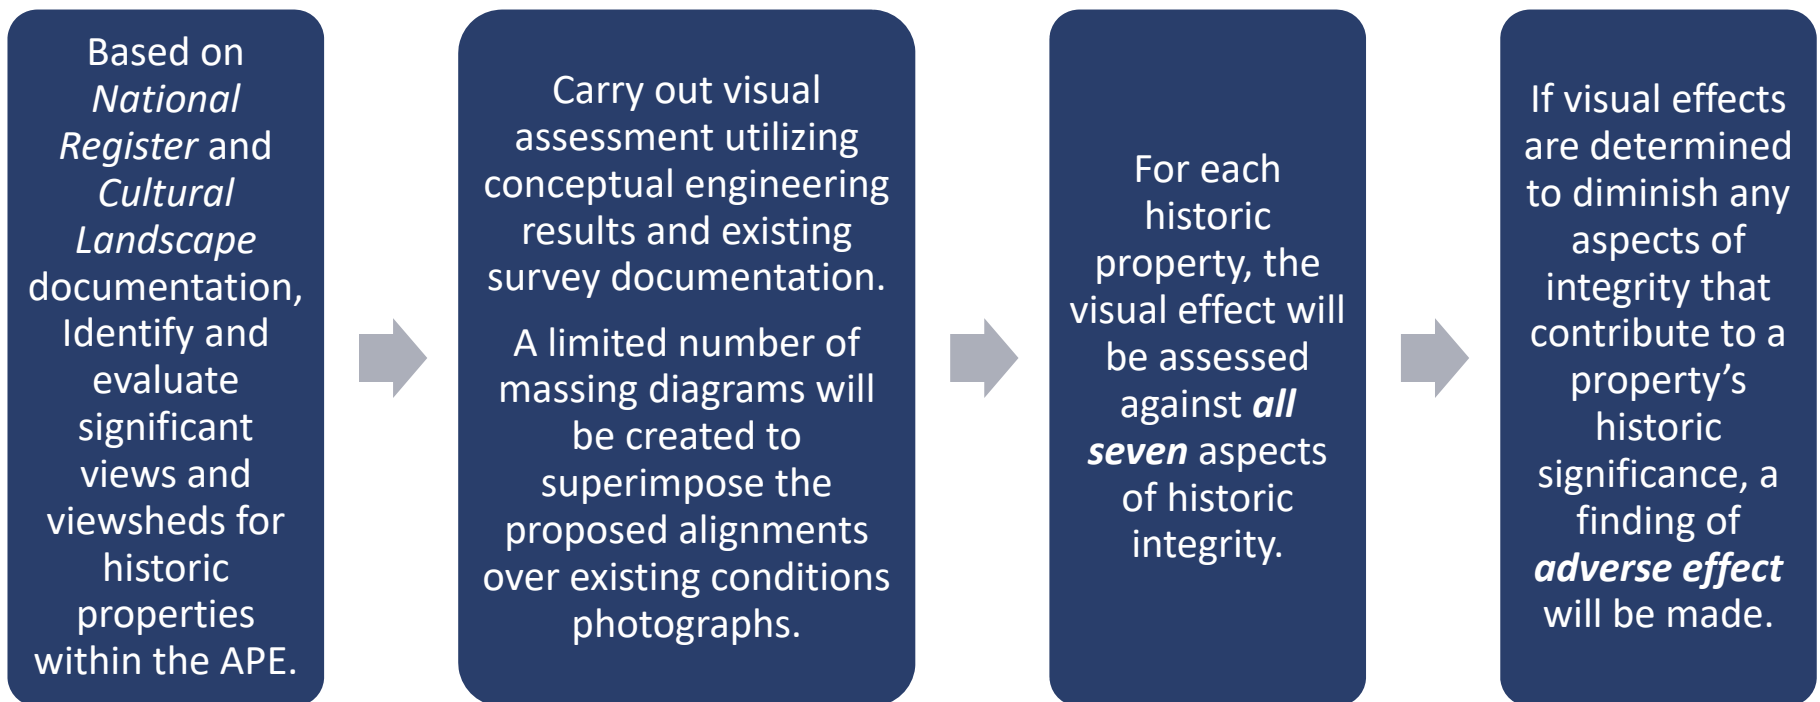 Based on
National
Register and
Cultural
Landscape
documentation,
Identify and
evaluate
significant
views and
viewsheds for
historic
properties
within the APE.
Carry out visual
assessment utilizing
conceptual engineering
results and existing
survey documentation.
A limited number of
massing diagrams will
be created to
superimpose the
proposed alignments
over existing conditions
photographs.
For each
historic
property, the
visual effect will
be assessed
against all
seven aspects
of historic
integrity.
If visual effects
are determined
to diminish any
aspects of
integrity that
contribute to a
property’s
historic
significance, a
finding of
adverse effect
will be made.